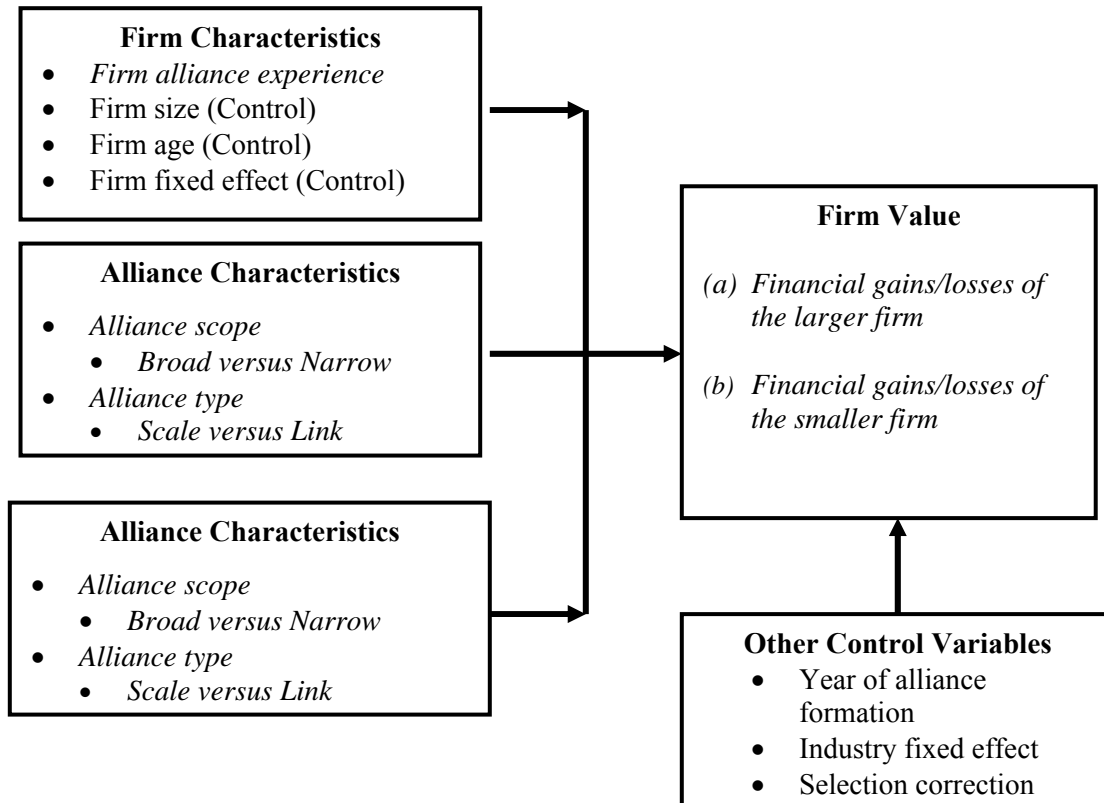 Firm Characteristics
• Firm alliance experience
• Firm size (Control)
• Firm age (Control)
• Firm fixed effect (Control)
Alliance Characteristics
• Alliance scope
• Broad versus Narrow
• Alliance type
• Scale versus Link
Alliance Characteristics
• Alliance scope
• Broad versus Narrow
• Alliance type
• Scale versus Link
Firm Value
(a) Financial gains/losses of
the larger firm
(b) Financial gains/losses of
the smaller firm
Other Control Variables
• Year of alliance
formation
• Industry fixed effect
• Selection correction